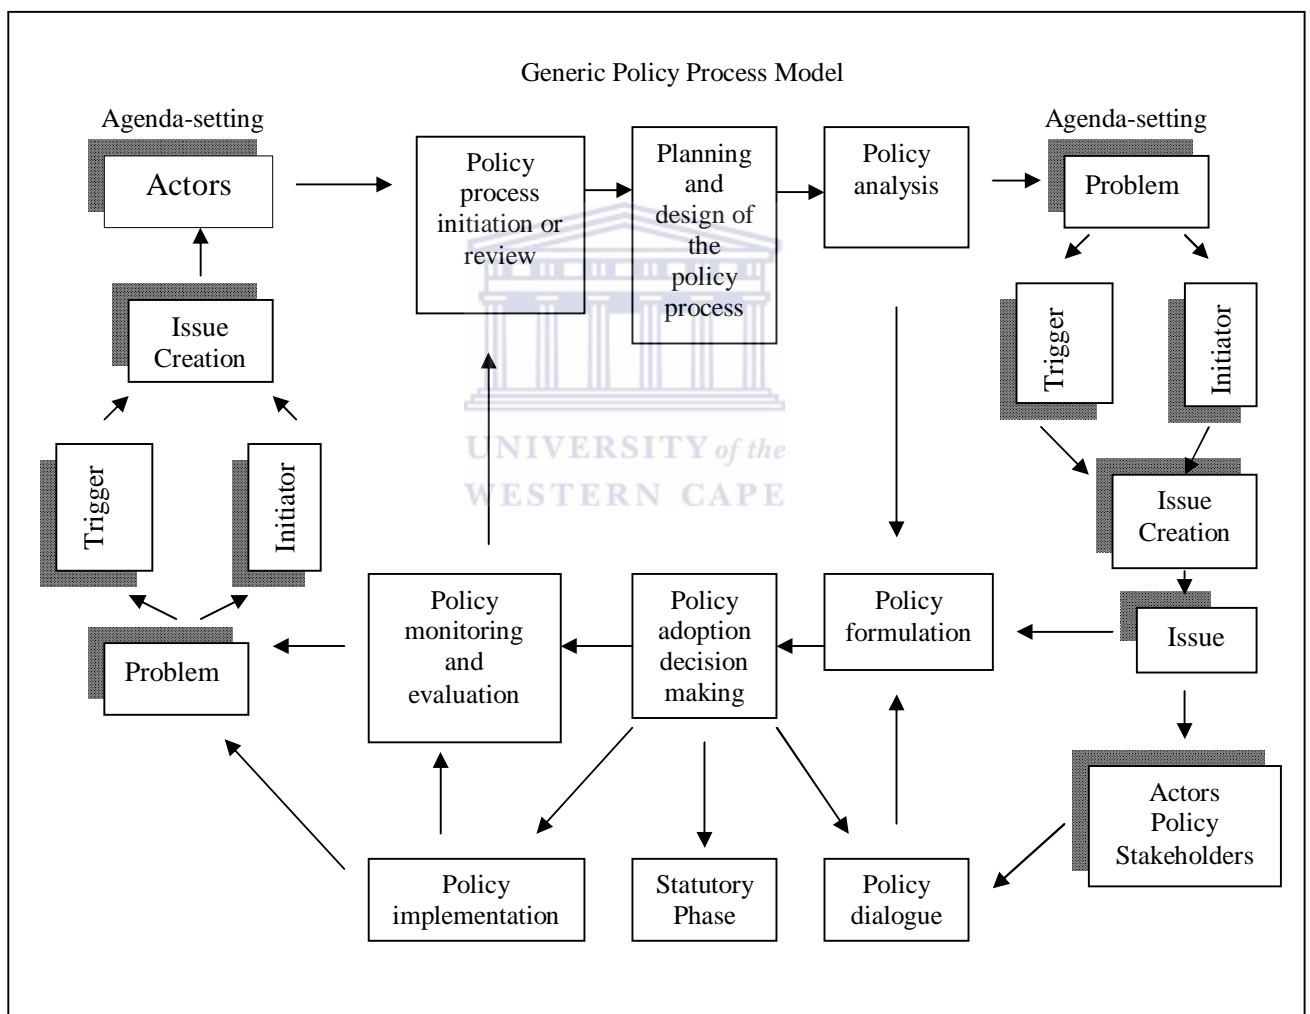 Generic Policy Process Model
Agenda-setting
Agenda-setting
Actors
Policy
process
initiation or
review
Planning
and
design of
the
policy
process
Policy
analysis
Problem
Issue
Creation
Trigger
Initiator
Trigger
Initiator
UNIVERSITY of the
WESTERN CAPE
Issue
Creation
Policy
monitoring
and
evaluation
Policy
adoption
decision
making
Policy
formulation
Issue
Problem
Actors
Policy
Stakeholders
Policy
implementation
Statutory
Phase
Policy
dialogue